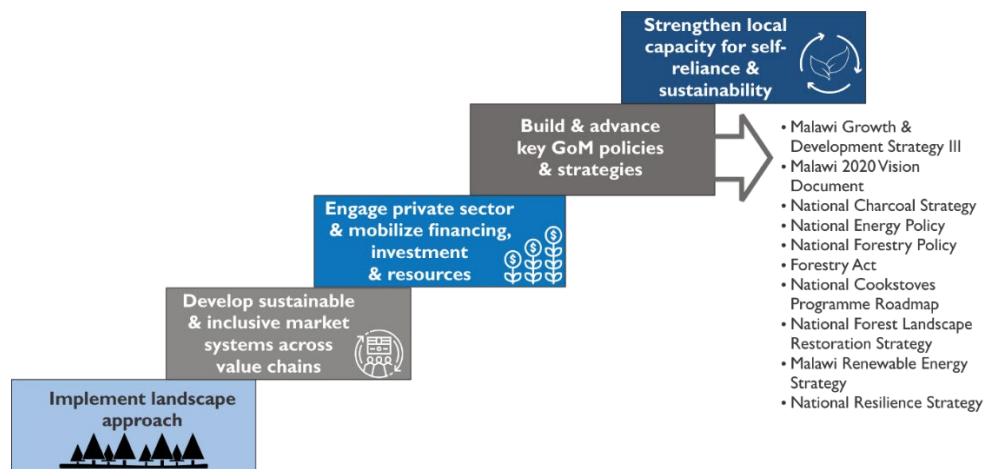 Strengthen local
capacity for self-
reliance &
sustainability
Build & advance
key GoM policies
& strategies
• Malawi Growth &
Development Strategy III
• Malawi 2020 Vision
Document
• National Charcoal Strategy
• National Energy Policy
• National Forestry Policy
• Forestry Act
• National Cookstoves
Programme Roadmap
• National Forest Landscape
Restoration Strategy
• Malawi Renewable Energy
Strategy
• National Resilience Strategy
Engage private sector
& mobilize financing,
investment
& resources
$ $ $
Develop sustainable
& inclusive market
systems across
value chains
Implement landscape
approach